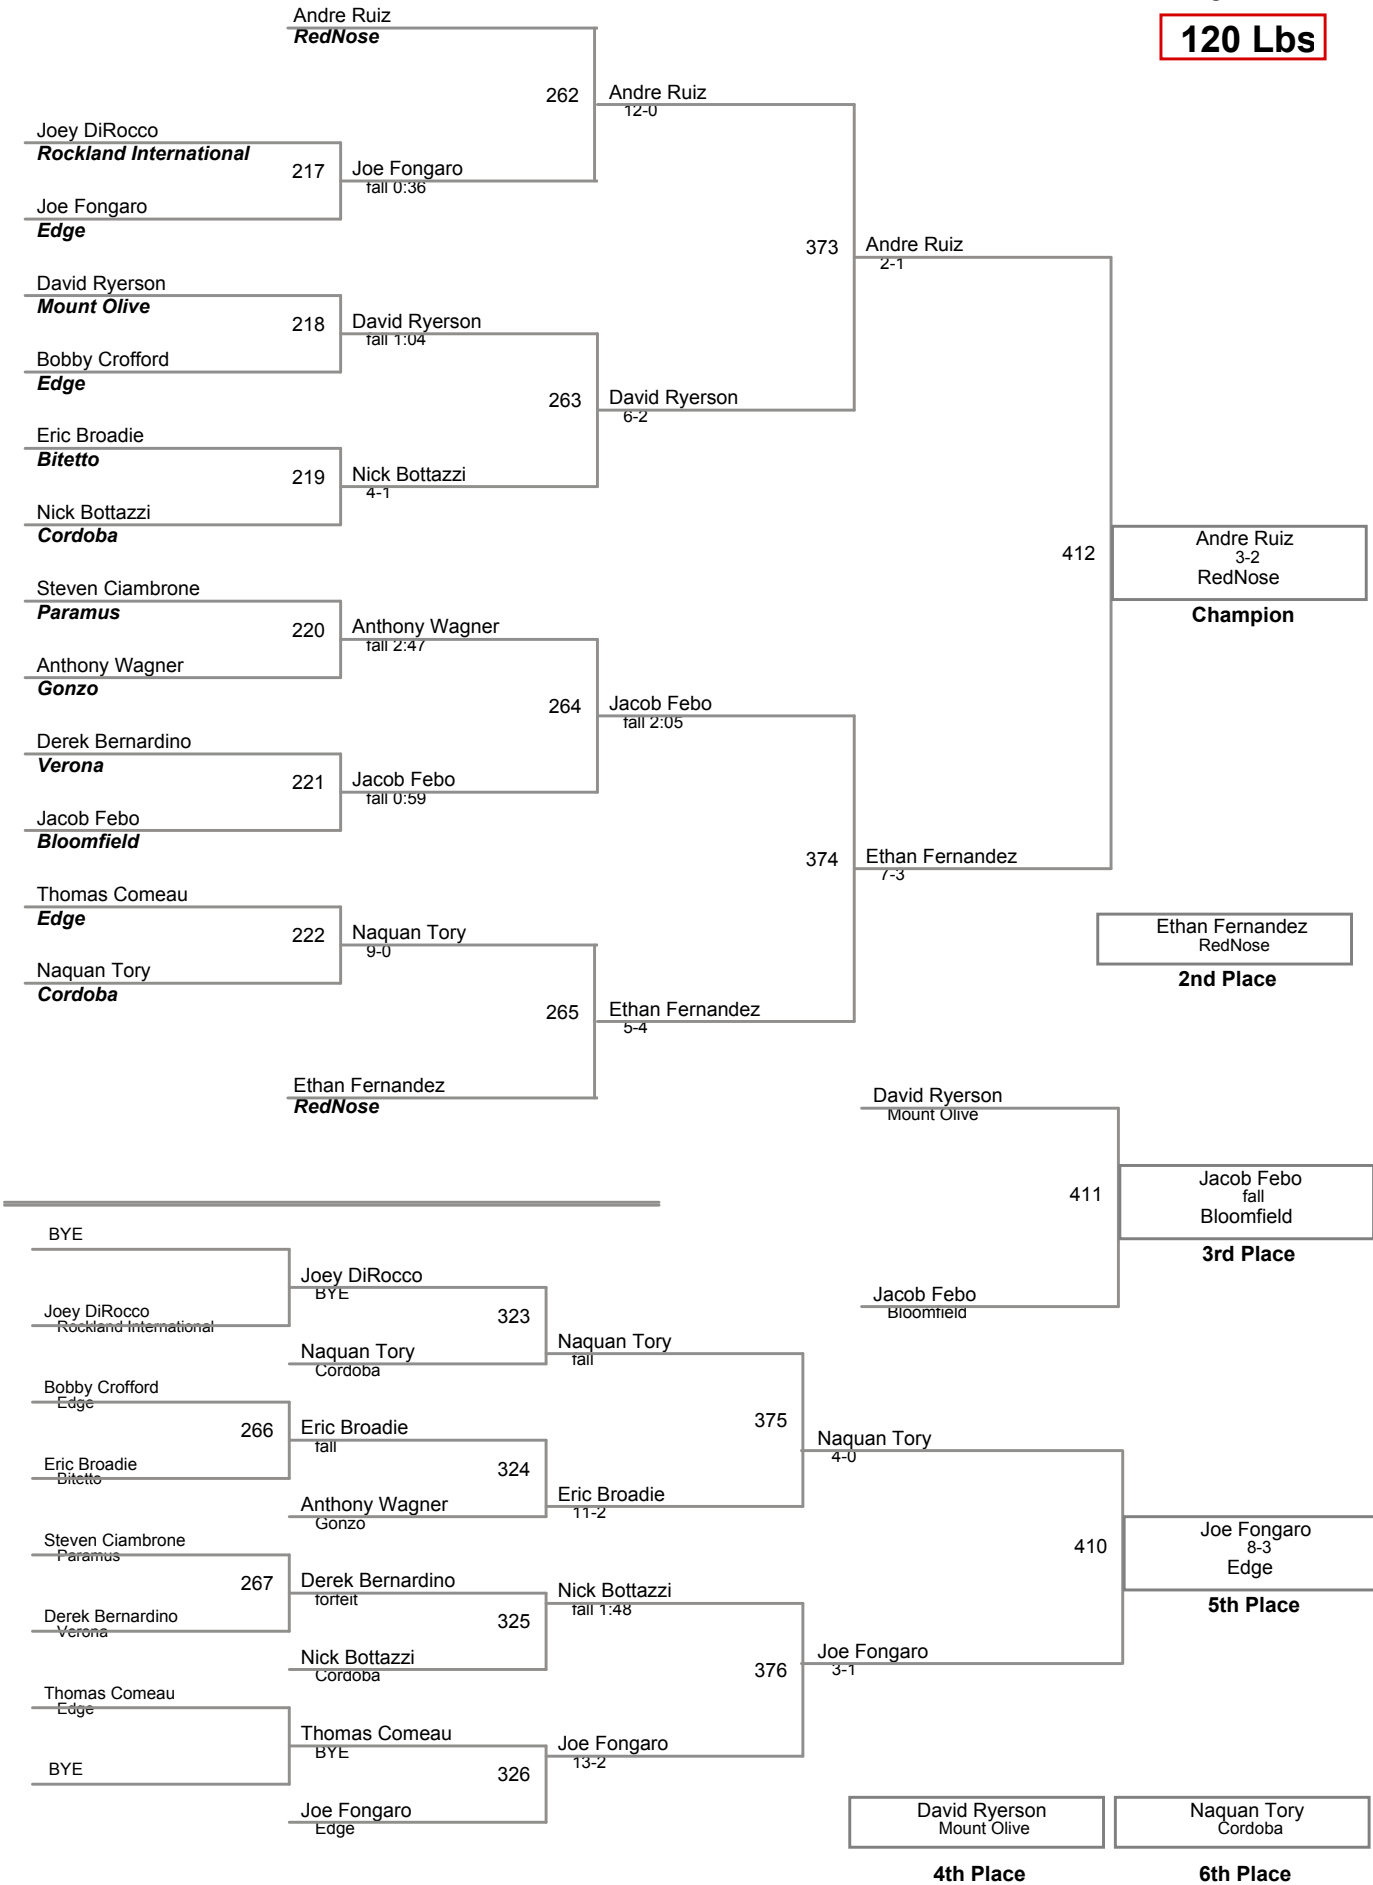 120 Lbs
Andre Ruiz
RedNose
262
Andre Ruiz
12-0
Joey DiRocco
Rockland International
217
Joe Fongaro
fall 0:36
Joe Fongaro
Edge
373
Andre Ruiz
2-1
David Ryerson
Mount Olive
218
David Ryerson
fall 1:04
Bobby Crofford
Edge
263
David Ryerson
6-2
Eric Broadie
Bitetto
219
Nick Bottazzi
4-1
Nick Bottazzi
Cordoba
412
Andre Ruiz
3-2
RedNose
Champion
Steven Ciambrone
Paramus
220
Anthony Wagner
fall 2:47
Anthony Wagner
Gonzo
264
Jacob Febo
fall 2:05
Derek Bernardino
Verona
221
Jacob Febo
fall 0:59
Jacob Febo
Bloomfield
374
Ethan Fernandez
7-3
Thomas Comeau
Edge
222
Naquan Tory
9-0
Naquan Tory
Cordoba
Ethan Fernandez
RedNose
2nd Place
265
Ethan Fernandez
5-4
Ethan Fernandez
RedNose
David Ryerson
Mount Olive
411
Jacob Febo
fall
Bloomfield
3rd Place
Jacob Febo
Bloomfield
BYE
Joey DiRocco
BYE
Joey DiRocco
Rockland International
323
Naquan Tory
fall
Naquan Tory
Cordoba
Bobby Crofford
Edge
266
Eric Broadie
fall
375
Naquan Tory
4-0
Eric Broadie
Bitetto
324
Eric Broadie
11-2
Anthony Wagner
Gonzo
Steven Ciambrone
Paramus
410
Joe Fongaro
8-3
Edge
5th Place
267
Derek Bernardino
forfeit
Nick Bottazzi
fall 1:48
Derek Bernardino
Verona
325
Nick Bottazzi
Cordoba
376
Joe Fongaro
3-1
Thomas Comeau
Edge
Thomas Comeau
BYE
Joe Fongaro
13-2
BYE
326
Joe Fongaro
Edge
David Ryerson
Mount Olive
4th Place
Naquan Tory
Cordoba
6th Place